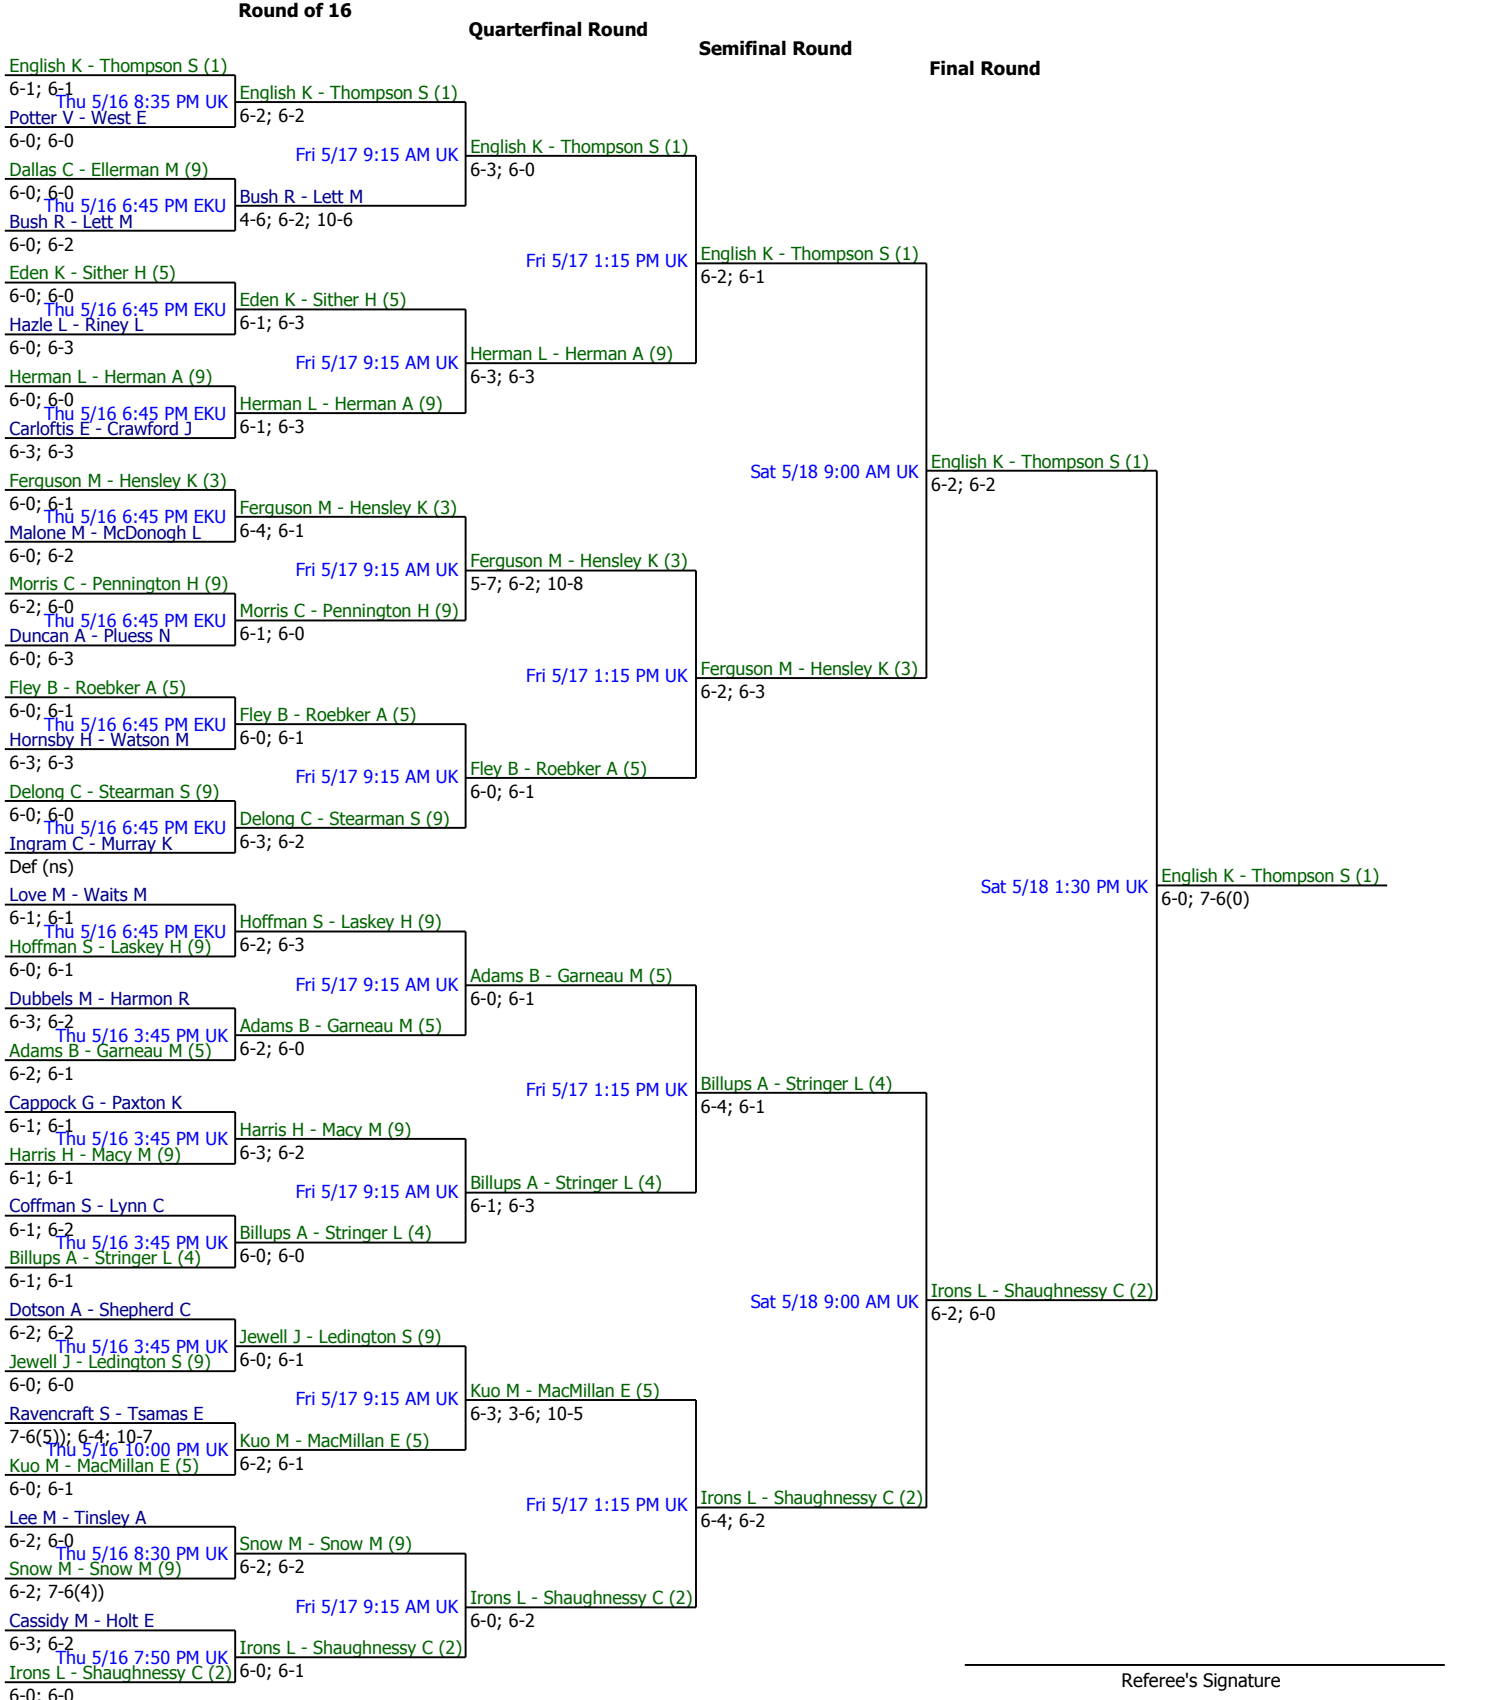 Round of 16
Quarterfinal Round
Semifinal Round
Final Round
English K - Thompson S (1)
6-1; 6-1
Thu 5/16 8:35 PM UK
English K - Thompson S (1)
Potter V - West E
6-2; 6-2
6-0; 6-0
Fri 5/17 9:15 AM UK
English K - Thompson S (1)
Dallas C - Ellerman M (9)
6-3; 6-0
6-0; 6-0
Thu 5/16 6:45 PM EKU
Bush R - Lett M
Bush R - Lett M
4-6; 6-2; 10-6
6-0; 6-2
Fri 5/17 1:15 PM UK
English K - Thompson S (1)
Eden K - Sither H (5)
6-2; 6-1
6-0; 6-0
Thu 5/16 6:45 PM EKU
Eden K - Sither H (5)
Hazle L - Riney L
6-1; 6-3
6-0; 6-3
Fri 5/17 9:15 AM UK
Herman L - Herman A (9)
Herman L - Herman A (9)
6-3; 6-3
6-0; 6-0
Thu 5/16 6:45 PM EKU
Herman L - Herman A (9)
Carloftis E - Crawford J
6-1; 6-3
6-3; 6-3
Sat 5/18 9:00 AM UK
English K - Thompson S (1)
Ferguson M - Hensley K (3)
6-2; 6-2
6-0; 6-1
Thu 5/16 6:45 PM EKU
Ferguson M - Hensley K (3)
Malone M - McDonogh L
6-4; 6-1
6-0; 6-2
Fri 5/17 9:15 AM UK
Ferguson M - Hensley K (3)
Morris C - Pennington H (9)
5-7; 6-2; 10-8
6-2; 6-0
Thu 5/16 6:45 PM EKU
Morris C - Pennington H (9)
Duncan A - Pluess N
6-1; 6-0
6-0; 6-3
Fri 5/17 1:15 PM UK
Ferguson M - Hensley K (3)
Fley B - Roebker A (5)
6-2; 6-3
6-0; 6-1
Thu 5/16 6:45 PM EKU
Fley B - Roebker A (5)
Hornsby H - Watson M
6-0; 6-1
6-3; 6-3
Fri 5/17 9:15 AM UK
Fley B - Roebker A (5)
Delong C - Stearman S (9)
6-0; 6-1
6-0; 6-0
Thu 5/16 6:45 PM EKU
Delong C - Stearman S (9)
Ingram C - Murray K
6-3; 6-2
Def (ns)
Sat 5/18 1:30 PM UK
English K - Thompson S (1)
Love M - Waits M
6-0; 7-6(0)
6-1; 6-1
Thu 5/16 6:45 PM EKU
Hoffman S - Laskey H (9)
Hoffman S - Laskey H (9)
6-2; 6-3
6-0; 6-1
Fri 5/17 9:15 AM UK
Adams B - Garneau M (5)
Dubbels M - Harmon R
6-0; 6-1
6-3; 6-2
Thu 5/16 3:45 PM UK
Adams B - Garneau M (5)
Adams B - Garneau M (5)
6-2; 6-0
6-2; 6-1
Fri 5/17 1:15 PM UK
Billups A - Stringer L (4)
Cappock G - Paxton K
6-4; 6-1
6-1; 6-1
Thu 5/16 3:45 PM UK
Harris H - Macy M (9)
Harris H - Macy M (9)
6-3; 6-2
6-1; 6-1
Fri 5/17 9:15 AM UK
Billups A - Stringer L (4)
Coffman S - Lynn C
6-1; 6-3
6-1; 6-2
Thu 5/16 3:45 PM UK
Billups A - Stringer L (4)
Billups A - Stringer L (4)
6-0; 6-0
6-1; 6-1
Sat 5/18 9:00 AM UK
Irons L - Shaughnessy C (2)
Dotson A - Shepherd C
6-2; 6-0
6-2; 6-2
Thu 5/16 3:45 PM UK
Jewell J - Ledington S (9)
Jewell J - Ledington S (9)
6-0; 6-1
6-0; 6-0
Fri 5/17 9:15 AM UK
Kuo M - MacMillan E (5)
Ravencraft S - Tsamas E
6-3; 3-6; 10-5
7-6(5)); 6-4; 10-7
Thu 5/16 10:00 PM UK
Kuo M - MacMillan E (5)
Kuo M - MacMillan E (5)
6-2; 6-1
6-0; 6-1
Fri 5/17 1:15 PM UK
Irons L - Shaughnessy C (2)
Lee M - Tinsley A
6-4; 6-2
6-2; 6-0
Thu 5/16 8:30 PM UK
Snow M - Snow M (9)
Snow M - Snow M (9)
6-2; 6-2
6-2; 7-6(4))
Fri 5/17 9:15 AM UK
Irons L - Shaughnessy C (2)
Cassidy M - Holt E
6-0; 6-2
6-3; 6-2
Thu 5/16 7:50 PM UK
Irons L - Shaughnessy C (2)
Irons L - Shaughnessy C (2)
6-0; 6-1
6-0; 6-0
Referee's Signature